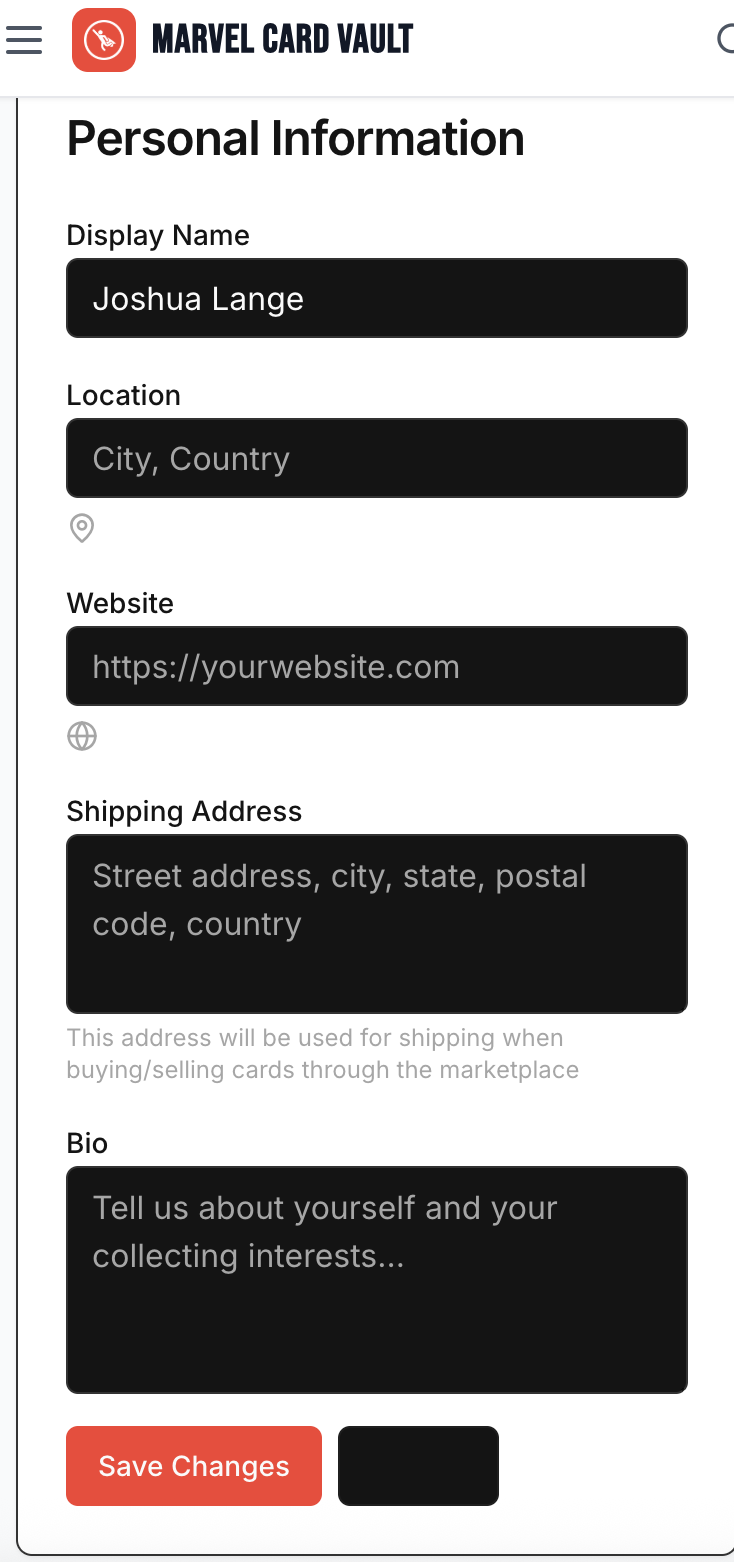 MARVEL CARD VAULT
Personal Information
Display Name
Joshua Lange
Location
City, Country
Website
https://yourwebsite.com
Shipping Address
Street address, city, state, postal
code, country
This address will be used for shipping when
buying/selling cards through the marketplace
Bio
Tell us about yourself and your
collecting interests...
Save Changes